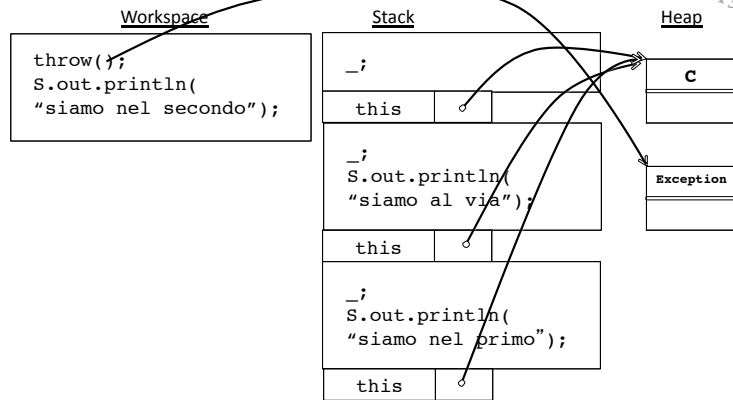 Workspace
Stack
Heap
throw();
S.out.println(
“siamo nel secondo”);
_;
this
_;
S.out.println(
“siamo al via”);
this
_;
S.out.println(
“siamo nel primo”);
this
C
Exception